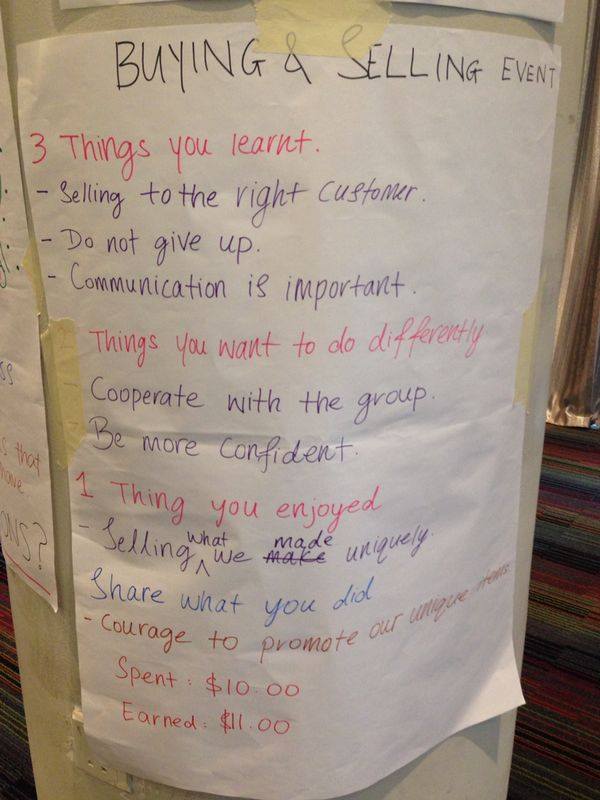 BUYING & SELLING EVENT
3 Things you learnt.
- Selling to the right customer.
- Do not give up.
- Communication is important.
Things you want to do differently
Cooperate with the group.
Be more confident.
1 Thing you enjoyed
- Selling what we made uniquely.
Share what you did
- Courage to promote our unique items
Spent: $10.00
Earned: $11.00
s that
ONS?